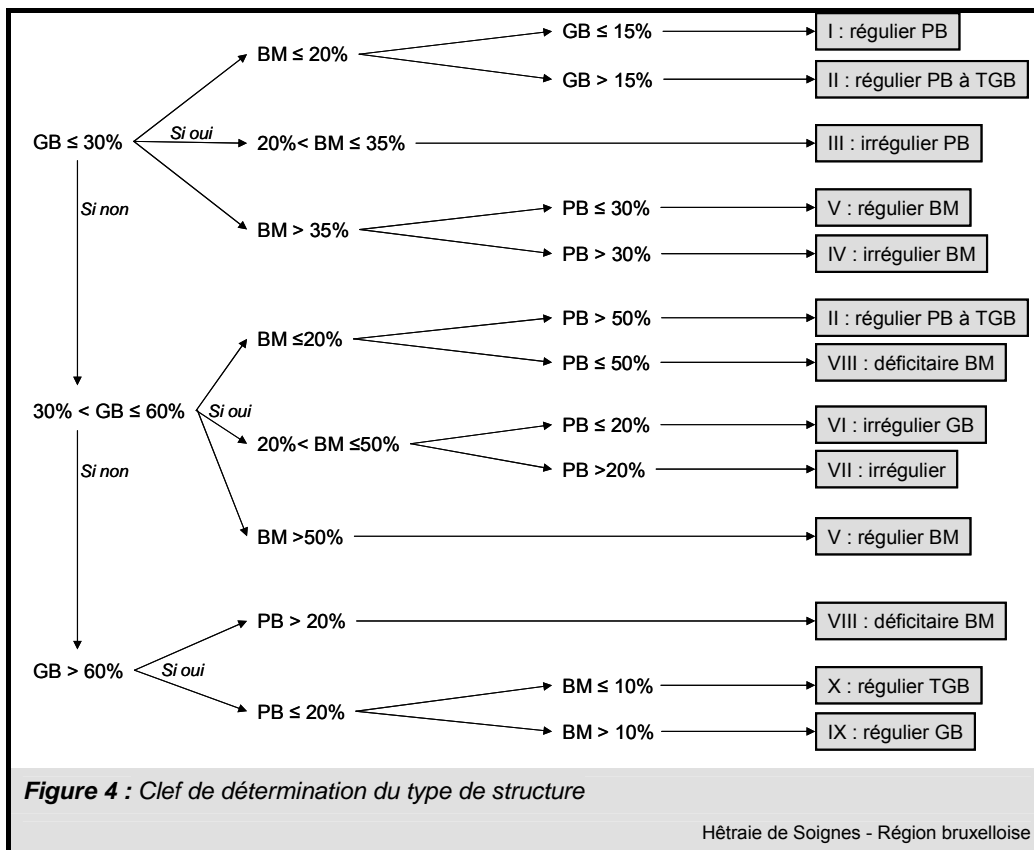 GB ≤ 15%
I : régulier PB
BM ≤ 20%
GB > 15%
II : régulier PB à TGB
GB ≤ 30%
Si oui
20%< BM ≤ 35%
III : irrégulier PB
Si non
BM > 35%
PB ≤ 30%
V : régulier BM
PB > 30%
IV : irrégulier BM
BM ≤20%
PB > 50%
II : régulier PB à TGB
PB ≤ 50%
VIII : déficitaire BM
30% < GB ≤ 60%
Si oui
20%< BM ≤50%
PB ≤ 20%
VI : irrégulier GB
PB >20%
VII : irrégulier
Si non
BM >50%
V : régulier BM
PB > 20%
VIII : déficitaire BM
GB > 60%
Si oui
PB ≤ 20%
BM ≤ 10%
X : régulier TGB
BM > 10%
IX : régulier GB
Figure 4 : Clef de détermination du type de structure
Hêtraie de Soignes - Région bruxelloise